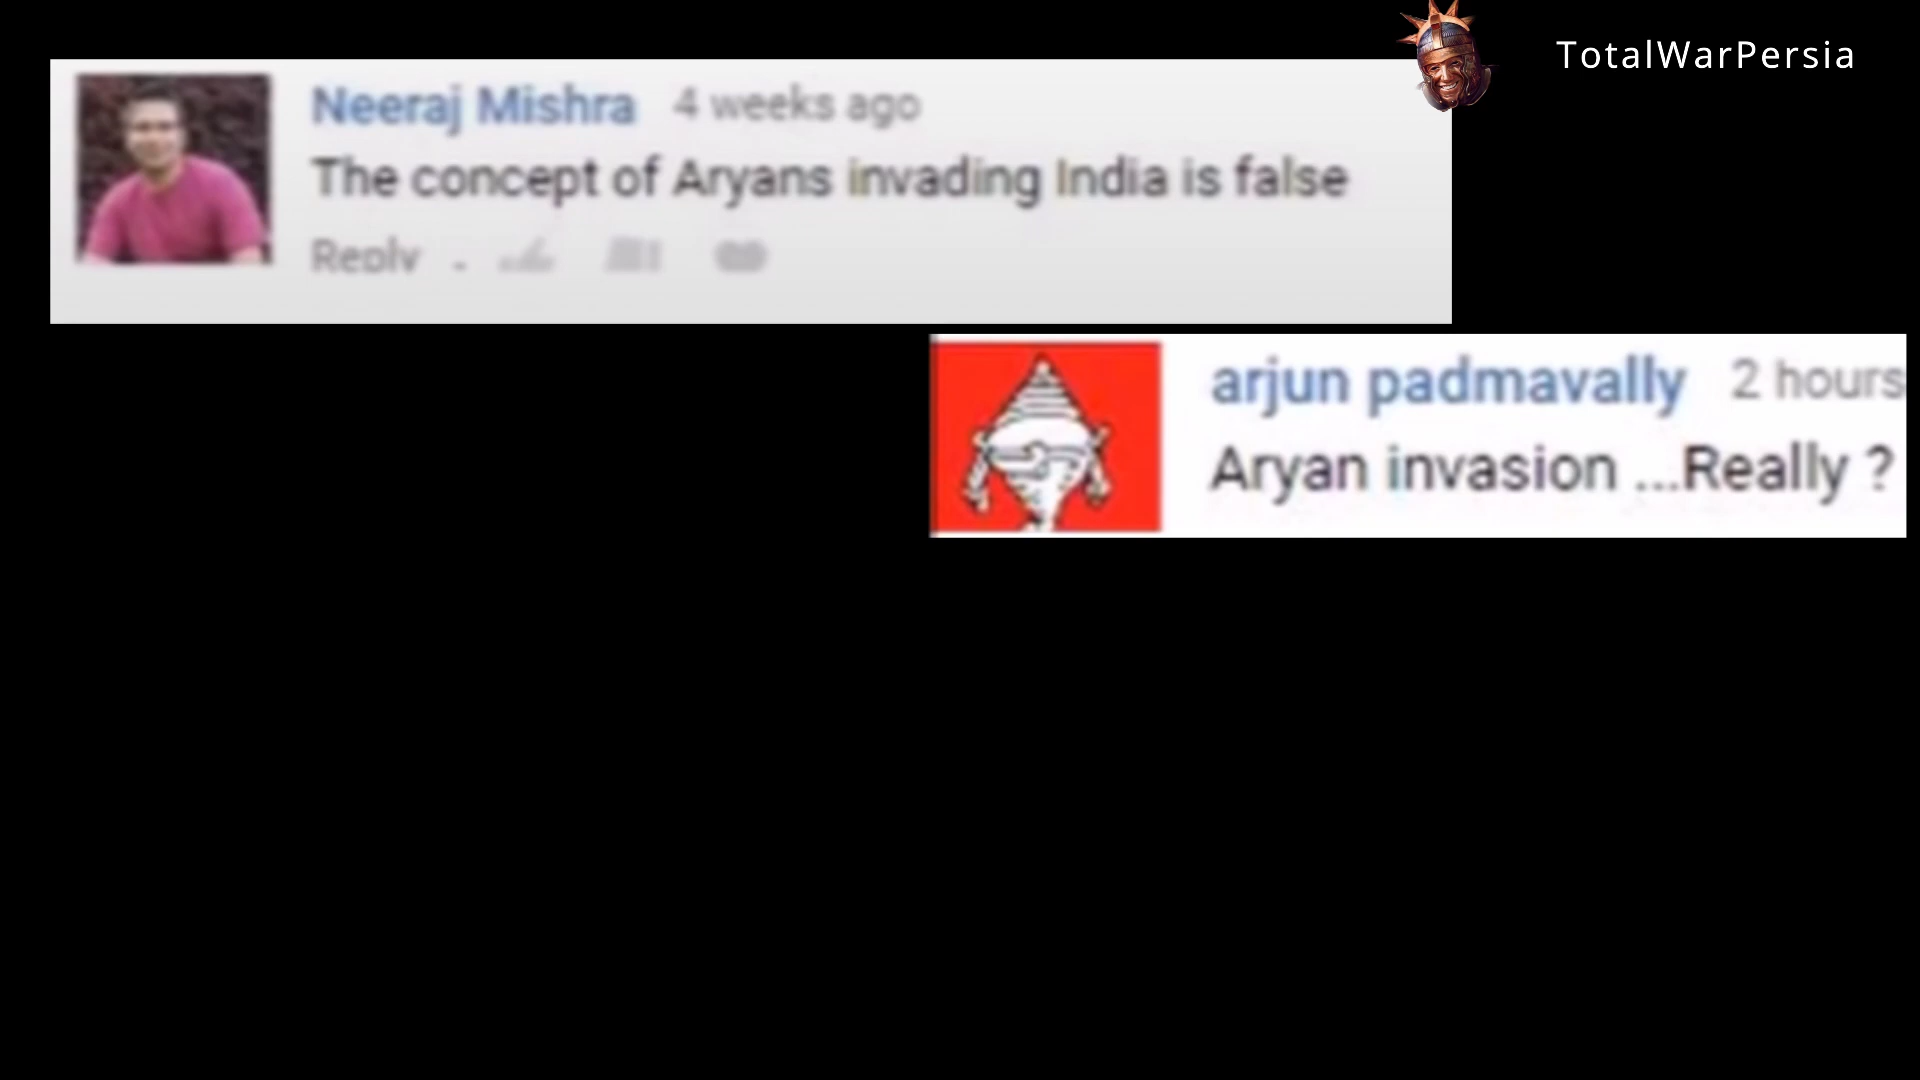 TotalWarPersia
Neeraj Mishra 4 weeks ago
The concept of Aryans invading India is false
Reply
arjun padmavally 2 hours
Aryan invasion ...Really ?